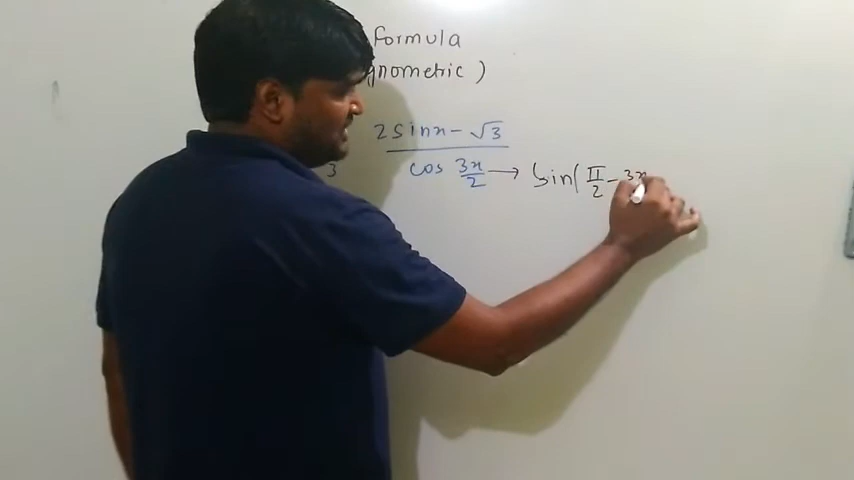 formula
gnometric )
2sinx - √3
3 cos 3x/2 → Sin( π/2 - 3x